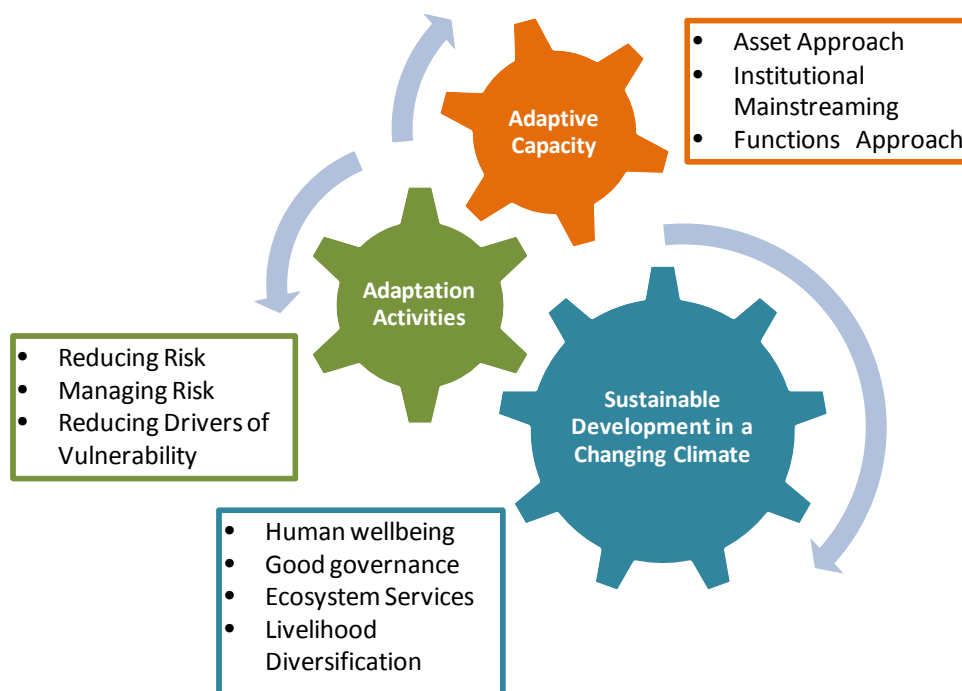 • Asset Approach
• Institutional
Mainstreaming
• Functions Approach
Adaptive
Capacity
Adaptation
Activities
• Reducing Risk
• Managing Risk
• Reducing Drivers of
Vulnerability
Sustainable
Development in a
Changing Climate
• Human wellbeing
• Good governance
• Ecosystem Services
• Livelihood
Diversification